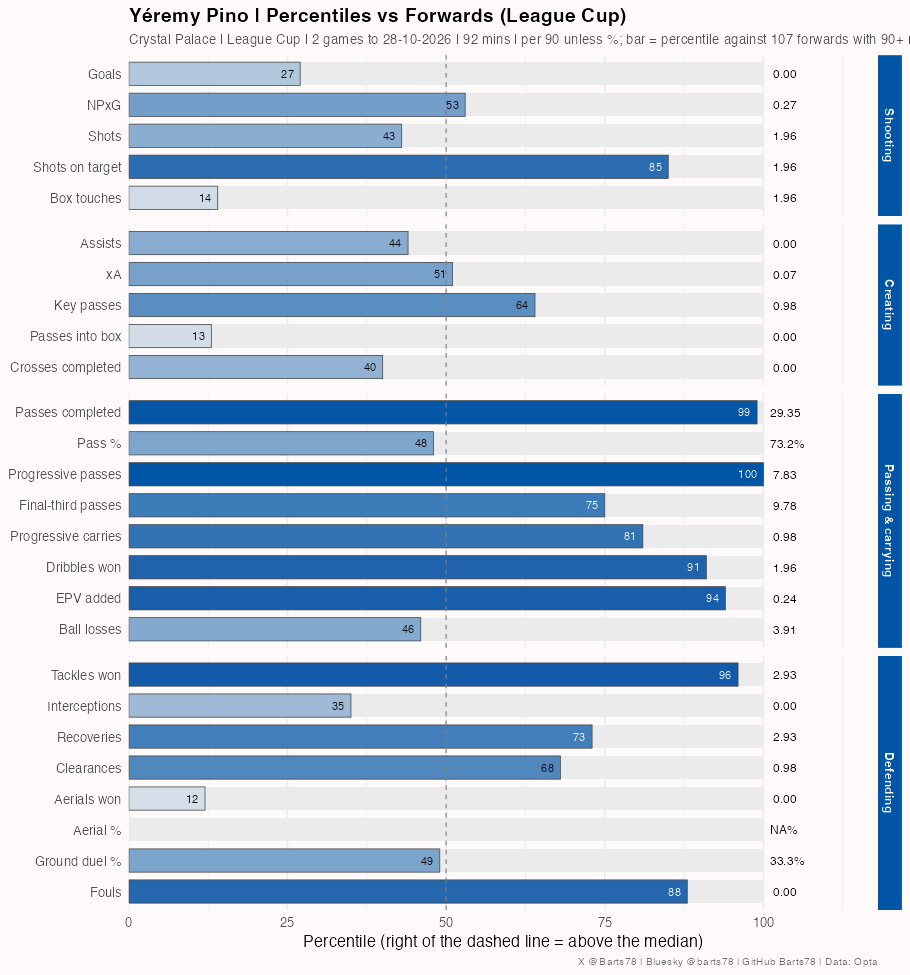 Yéremy Pino | Percentiles vs Forwards (League Cup)
Crystal Palace | League Cup | 2 games to 28-10-2026 | 92 mins | per 90 unless %; bar = percentile against 107 forwards with 90+
Goals 27 0.00
NPxG 53 0.27
Shots 43 1.96
Shots on target 85 1.96
Box touches 14 1.96
Shooting
Assists 44 0.00
xA 51 0.07
Key passes 64 0.98
Passes into box 13 0.00
Crosses completed 40 0.00
Creating
Passes completed 99 29.35
Pass % 48 73.2%
Progressive passes 100 7.83
Final-third passes 75 9.78
Progressive carries 81 0.98
Dribbles won 91 1.96
EPV added 94 0.24
Ball losses 46 3.91
Passing & carrying
Tackles won 96 2.93
Interceptions 35 0.00
Recoveries 73 2.93
Clearances 68 0.98
Aerials won 12 0.00
Aerial % NA%
Ground duel % 49 33.3%
Fouls 88 0.00
Defending
0 25 50 75 100
Percentile (right of the dashed line = above the median)
X @Barts78 | Bluesky @barts78 | GitHub Barts78 | Data: Opta